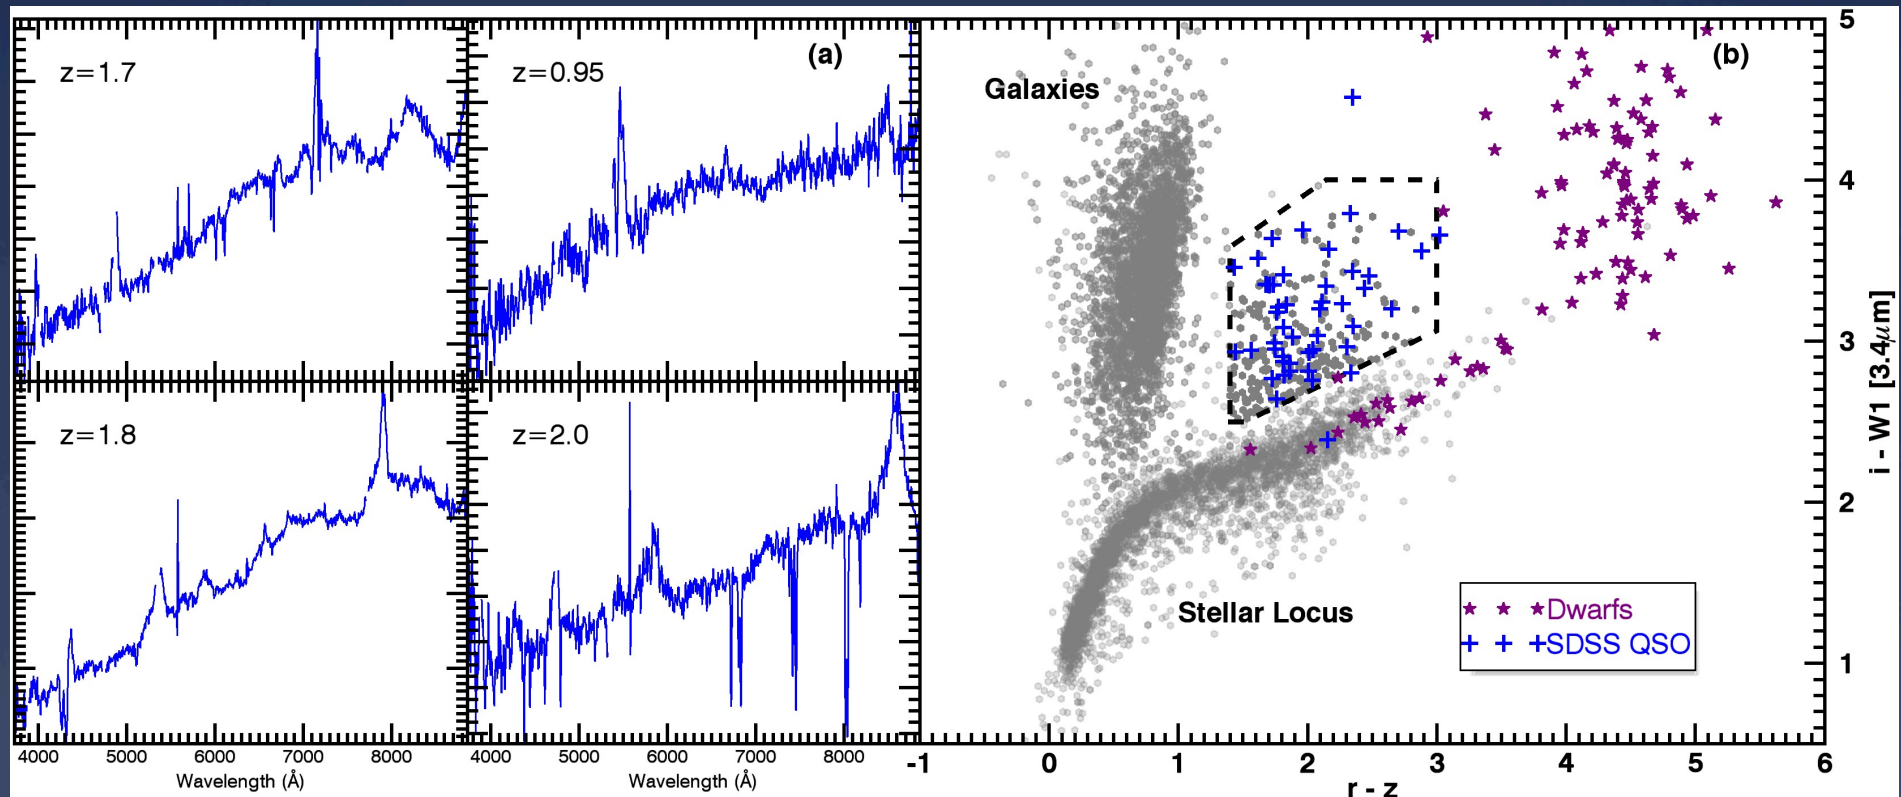 z=1.7
z=0.95
(a)
z=1.8
z=2.0
4000 5000 6000 7000 8000
Wavelength (Å)
4000 5000 6000 7000 8000
Wavelength (Å)
(b)
Galaxies
Stellar Locus
Dwarfs
SDSS QSO
5
4
3
2
1
i - W1 [3.4μm]
-1 0 1 2 3 4 5 6
r - z